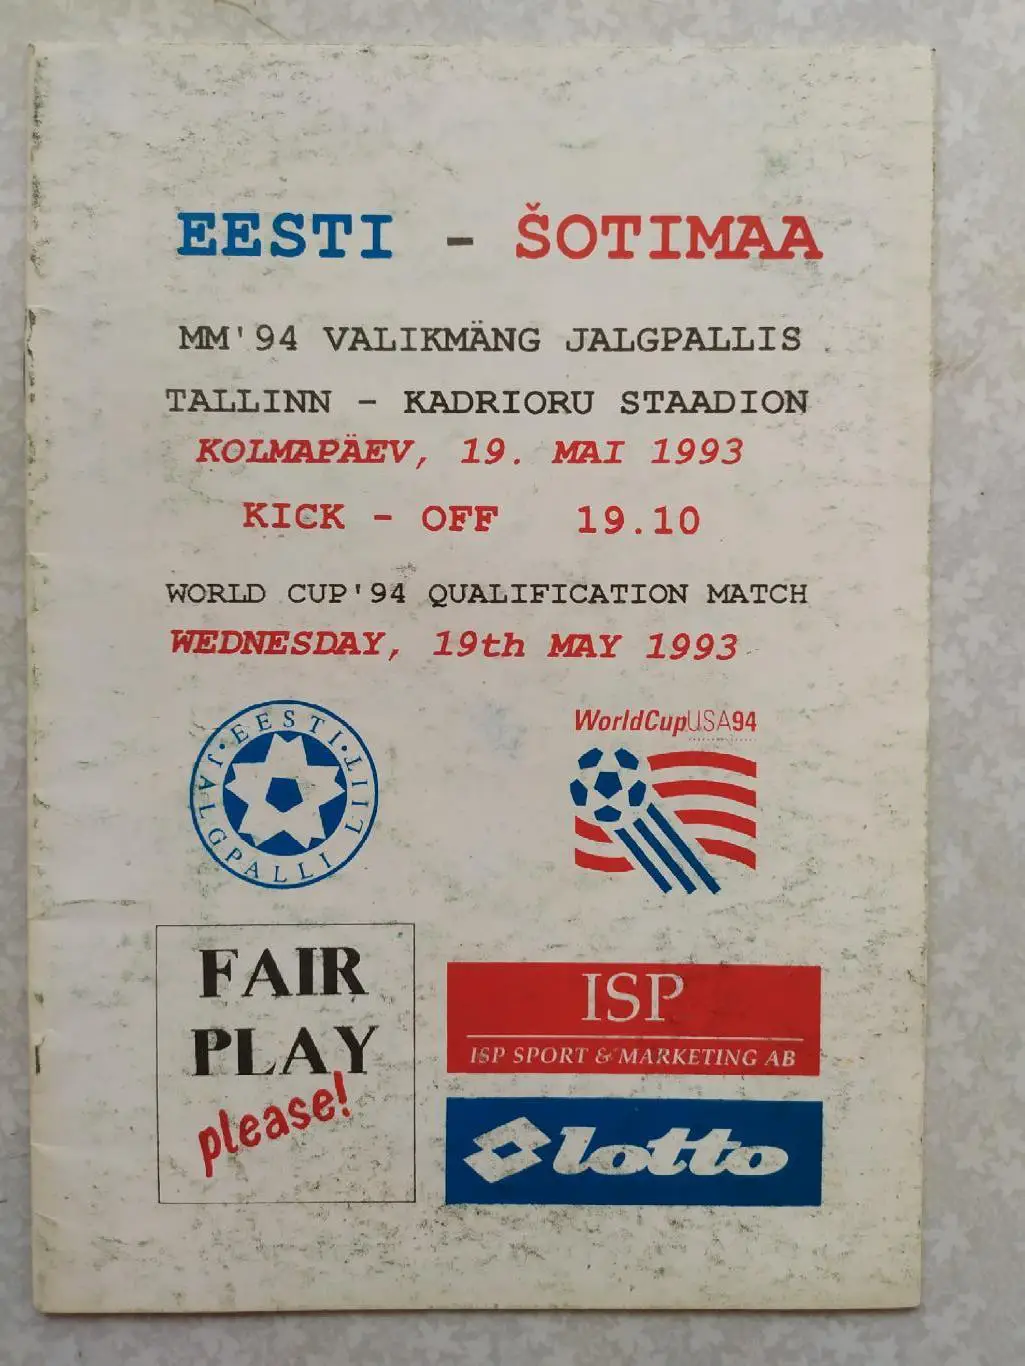 EESTI - ŠOTIMAA
MM'94 VALIKMÄNG JALGPALLIS
TALLINN - KADRIORU STAADION
KOLMAPÄEV, 19. MAI 1993
KICK - OFF 19.10
WORLD CUP'94 QUALIFICATION MATCH
WEDNESDAY, 19th MAY 1993
EESTI · JALGPALLI LIIT ·
WorldCupUSA94
FAIR
PLAY
please!
ISP
ISP SPORT & MARKETING AB
lotto